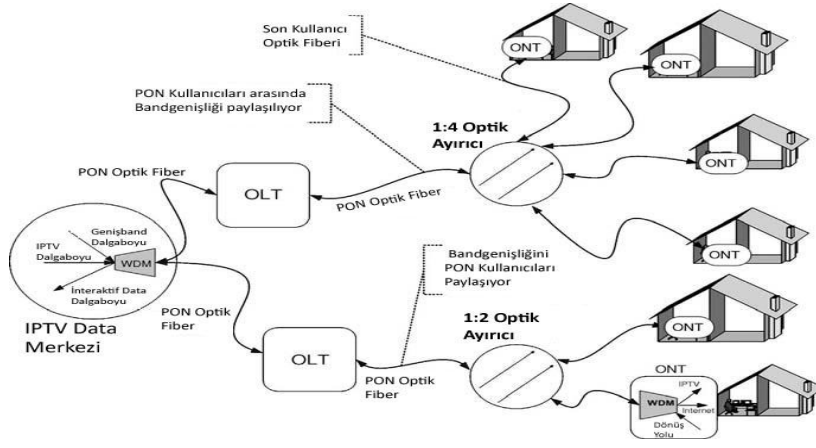 Son Kullanıcı
Optik Fiberi
ONT
ONT
PON Kullanıcıları arasında
Bandgenişliği paylaşılıyor
1:4 Optik
Ayırıcı
ONT
PON Optik Fiber
OLT
PON Optik Fiber
Genişband
Dalgaboyu
IPTV
Dalgaboyu
WDM
İnteraktif Data
Dalgaboyu
IPTV Data
Merkezi
ONT
Bandgenişliğini
PON Kullanıcıları
Paylaşıyor
PON Optik
Fiber
1:2 Optik
Ayırıcı
ONT
OLT
PON Optik
Fiber
ONT
IPTV
WDM
Internet
Dönüş
Yolu